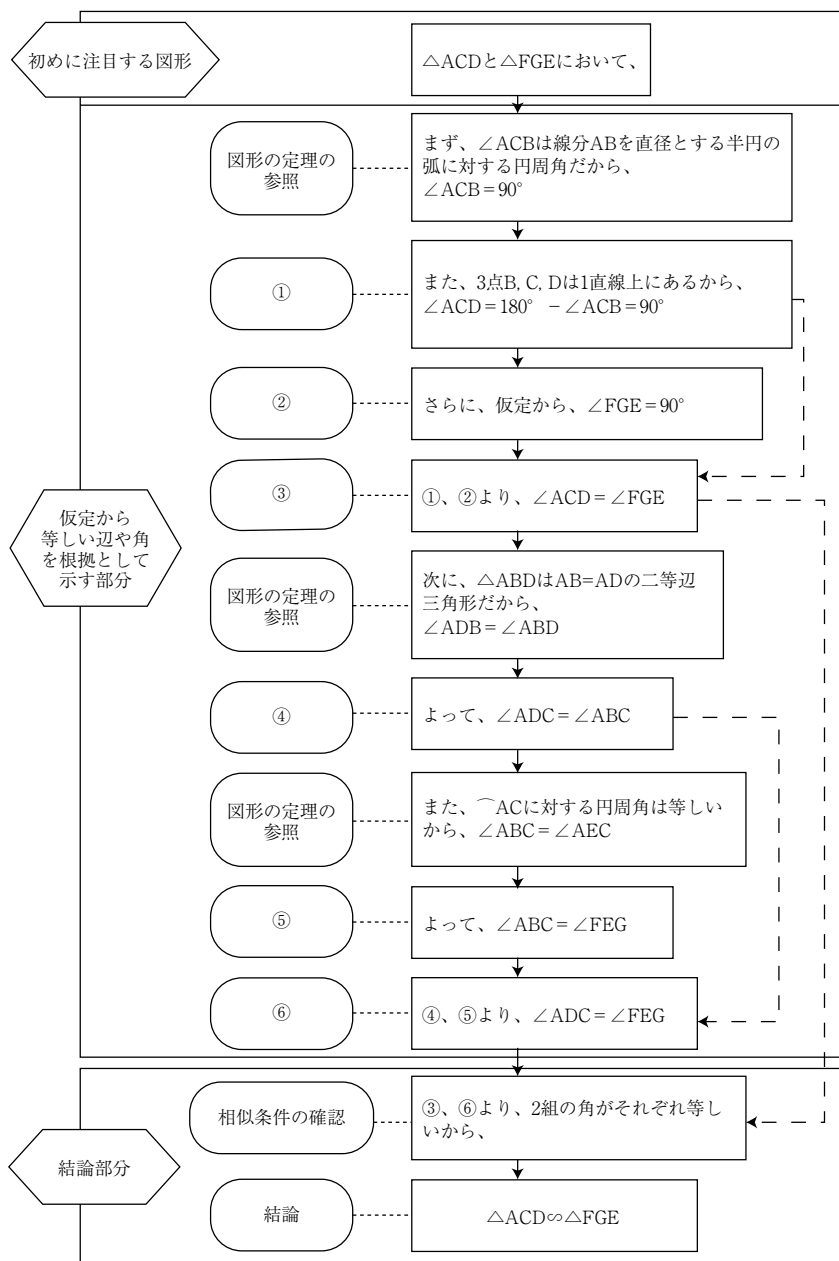 初めに注目する図形
△ACDと△FGEにおいて、
図形の定理の
参照
まず、∠ACBは線分ABを直径とする半円の
弧に対する円周角だから、
∠ACB=90°
①
また、3点B, C, Dは1直線上にあるから、
∠ACD=180° −∠ACB=90°
②
さらに、仮定から、∠FGE=90°
③
①、②より、∠ACD=∠FGE
仮定から
等しい辺や角
を根拠として
示す部分
図形の定理の
参照
次に、△ABDはAB=ADの二等辺
三角形だから、
∠ADB=∠ABD
④
よって、∠ADC=∠ABC
図形の定理の
参照
また、⌒ACに対する円周角は等しい
から、∠ABC=∠AEC
⑤
よって、∠ABC=∠FEG
⑥
④、⑤より、∠ADC=∠FEG
相似条件の確認
③、⑥より、2組の角がそれぞれ等し
いから、
結論部分
結論
△ACD∽△FGE